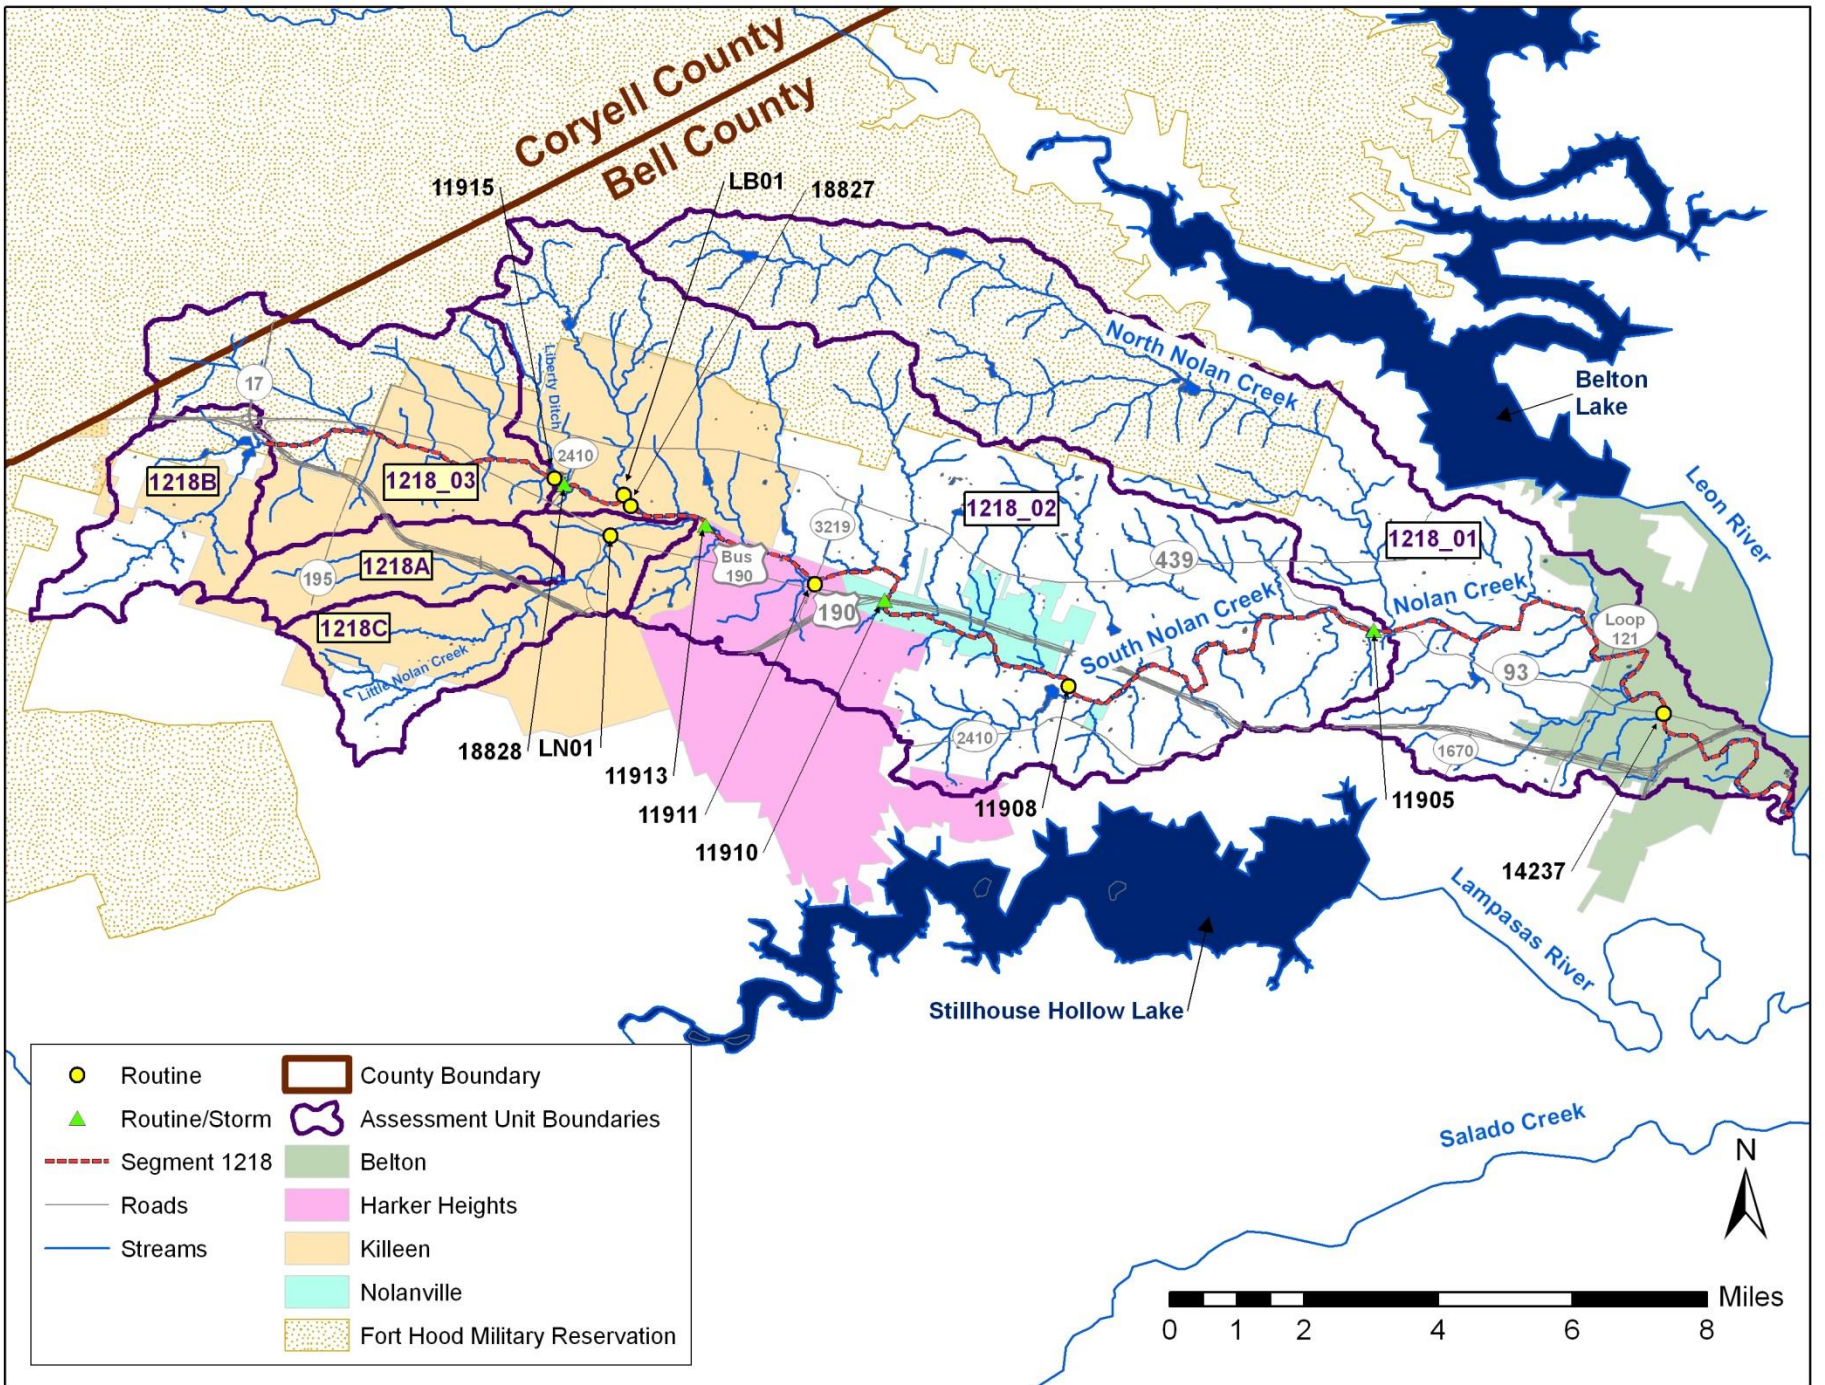 Coryell County
Bell County
11915
LB01
18827
North Nolan Creek
Belton
Lake
17
Liberty Ditch
2410
1218B
1218_03
1218_02
1218_01
Leon River
3219
Bus
190
439
1218A
195
190
South Nolan Creek
Nolan Creek
Loop
121
1218C
Little Nolan Creek
93
2410
1670
18828
LN01
11913
11911
11910
11908
11905
14237
Lampasas River
Stillhouse Hollow Lake
Salado Creek
Routine
Routine/Storm
Segment 1218
Roads
Streams
County Boundary
Assessment Unit Boundaries
Belton
Harker Heights
Killeen
Nolanville
Fort Hood Military Reservation
N
Miles
0 1 2 4 6 8